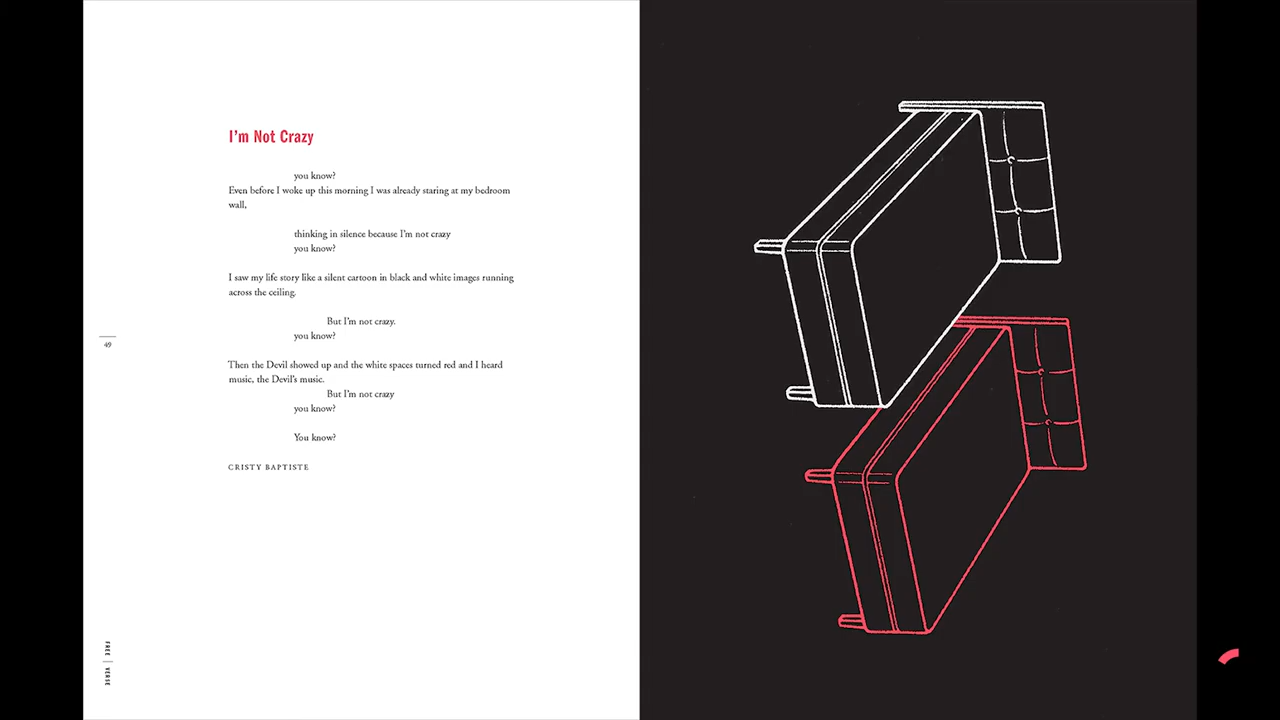 I'm Not Crazy
you know?
Even before I woke up this morning I was already staring at my bedroom
wall,
thinking in silence because I'm not crazy
you know?
I saw my life story like a silent cartoon in black and white images running
across the ceiling.
But I'm not crazy.
you know?
Then the Devil showed up and the white spaces turned red and I heard
music, the Devil's music.
But I'm not crazy
you know?
You know?
CRISTY BAPTISTE
49
FREE | VERSE